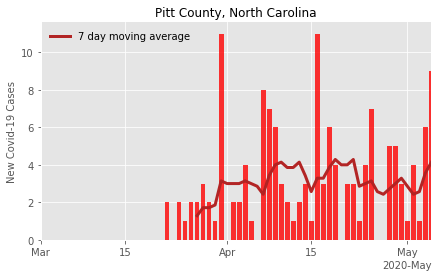 Pitt County, North Carolina
7 day moving average
New Covid-19 Cases
10
8
6
4
2
0
Mar 15 Apr 15 May
2020-May